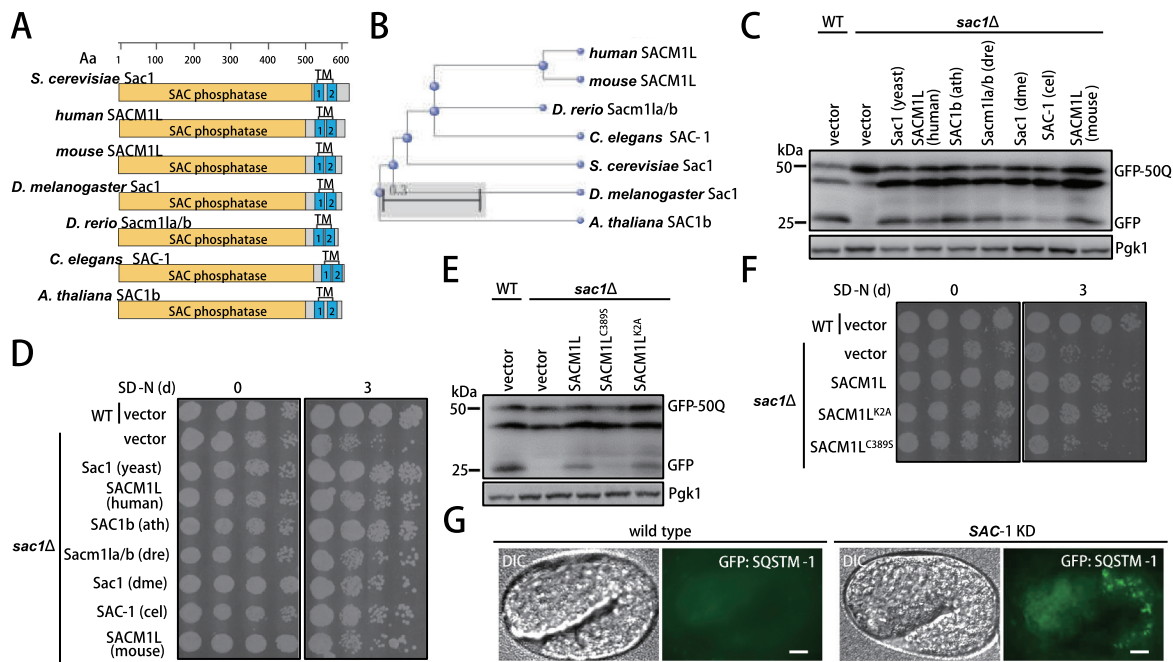 A
Aa
1 100 200 300 400 500 600
S. cerevisiae Sac1
TM
SAC phosphatase
1 2
human SACM1L
TM
SAC phosphatase
1 2
mouse SACM1L
TM
SAC phosphatase
1 2
D. melanogaster Sac1
TM
SAC phosphatase
1 2
D. rerio Sacm1la/b
TM
SAC phosphatase
1 2
C. elegans SAC-1
TM
SAC phosphatase
1 2
A. thaliana SAC1b
TM
SAC phosphatase
1 2
B
human SACM1L
mouse SACM1L
D. rerio Sacm1la/b
C. elegans SAC-1
S. cerevisiae Sac1
D. melanogaster Sac1
A. thaliana SAC1b
0.3
C
WT
sac1Δ
vector
vector
Sac1 (yeast)
SACM1L
(human)
SAC1b (ath)
Sacm1la/b (dre)
Sac1 (dme)
SAC-1 (cel)
SACM1L
(mouse)
kDa
50
25
GFP-50Q
GFP
Pgk1
D
SD-N (d)
0
3
WT
vector
sac1Δ
vector
Sac1 (yeast)
SACM1L
(human)
SAC1b (ath)
Sacm1la/b (dre)
Sac1 (dme)
SAC-1 (cel)
SACM1L
(mouse)
E
WT
sac1Δ
vector
vector
SACM1L
SACM1LC389S
SACM1LK2A
kDa
50
25
GFP-50Q
GFP
Pgk1
F
SD-N (d)
0
3
WT
vector
sac1Δ
vector
SACM1L
SACM1LK2A
SACM1LC389S
G
wild type
SAC-1 KD
DIC
GFP: SQSTM -1
DIC
GFP: SQSTM -1